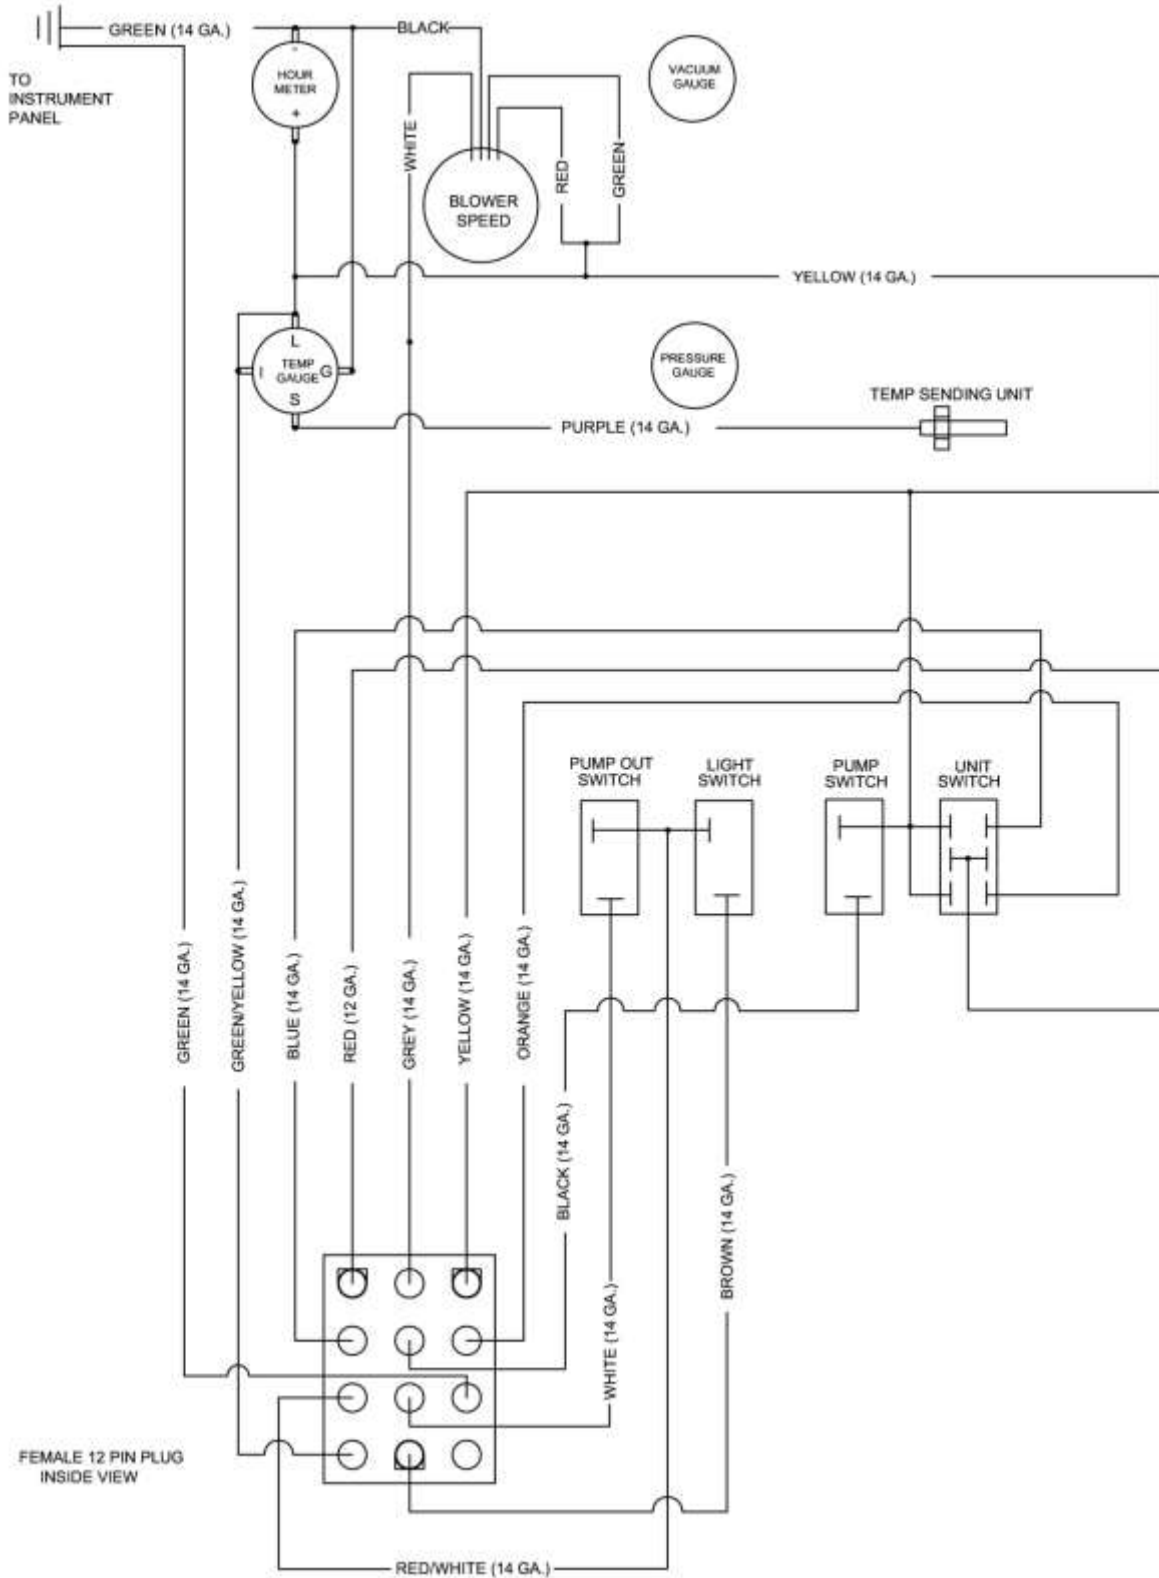 GREEN (14 GA.)
BLACK
TO
INSTRUMENT
PANEL
-
HOUR
METER
+
VACUUM
GAUGE
WHITE
RED
GREEN
BLOWER
SPEED
YELLOW (14 GA.)
L
TEMP
I GAUGE G
S
PRESSURE
GAUGE
TEMP SENDING UNIT
PURPLE (14 GA.)
PUMP OUT
SWITCH
LIGHT
SWITCH
PUMP
SWITCH
UNIT
SWITCH
GREEN (14 GA.)
GREEN/YELLOW (14 GA.)
BLUE (14 GA.)
RED (12 GA.)
GREY (14 GA.)
YELLOW (14 GA.)
ORANGE (14 GA.)
BLACK (14 GA.)
WHITE (14 GA.)
BROWN (14 GA.)
FEMALE 12 PIN PLUG
INSIDE VIEW
RED/WHITE (14 GA.)